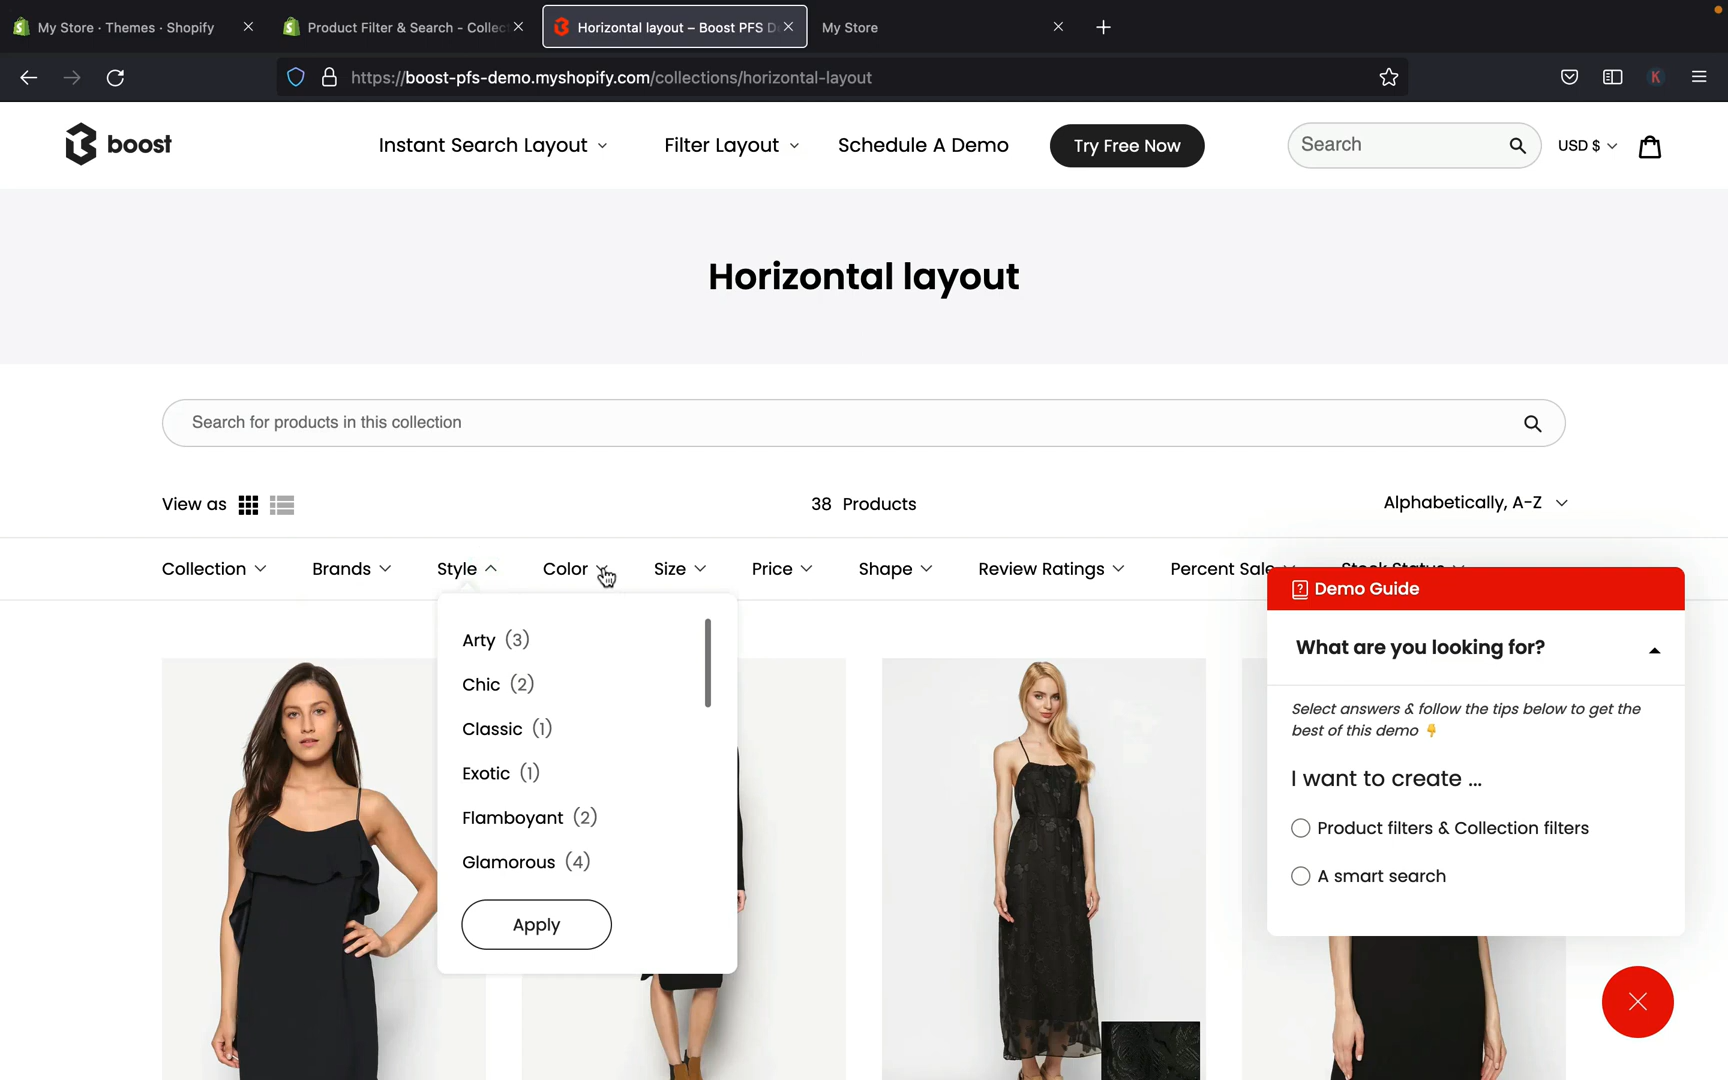 My Store · Themes · Shopify
Product Filter & Search - Collec
Horizontal layout – Boost PFS D
My Store
https://boost-pfs-demo.myshopify.com/collections/horizontal-layout
K
boost
Instant Search Layout
Filter Layout
Schedule A Demo
Try Free Now
Search
USD $
Horizontal layout
Search for products in this collection
View as
38 Products
Alphabetically, A-Z
Collection
Brands
Style
Color
Size
Price
Shape
Review Ratings
Percent Sale
Stock Status
Arty (3)
Chic (2)
Classic (1)
Exotic (1)
Flamboyant (2)
Glamorous (4)
Apply
Demo Guide
What are you looking for?
Select answers & follow the tips below to get the
best of this demo 👇
I want to create ...
Product filters & Collection filters
A smart search